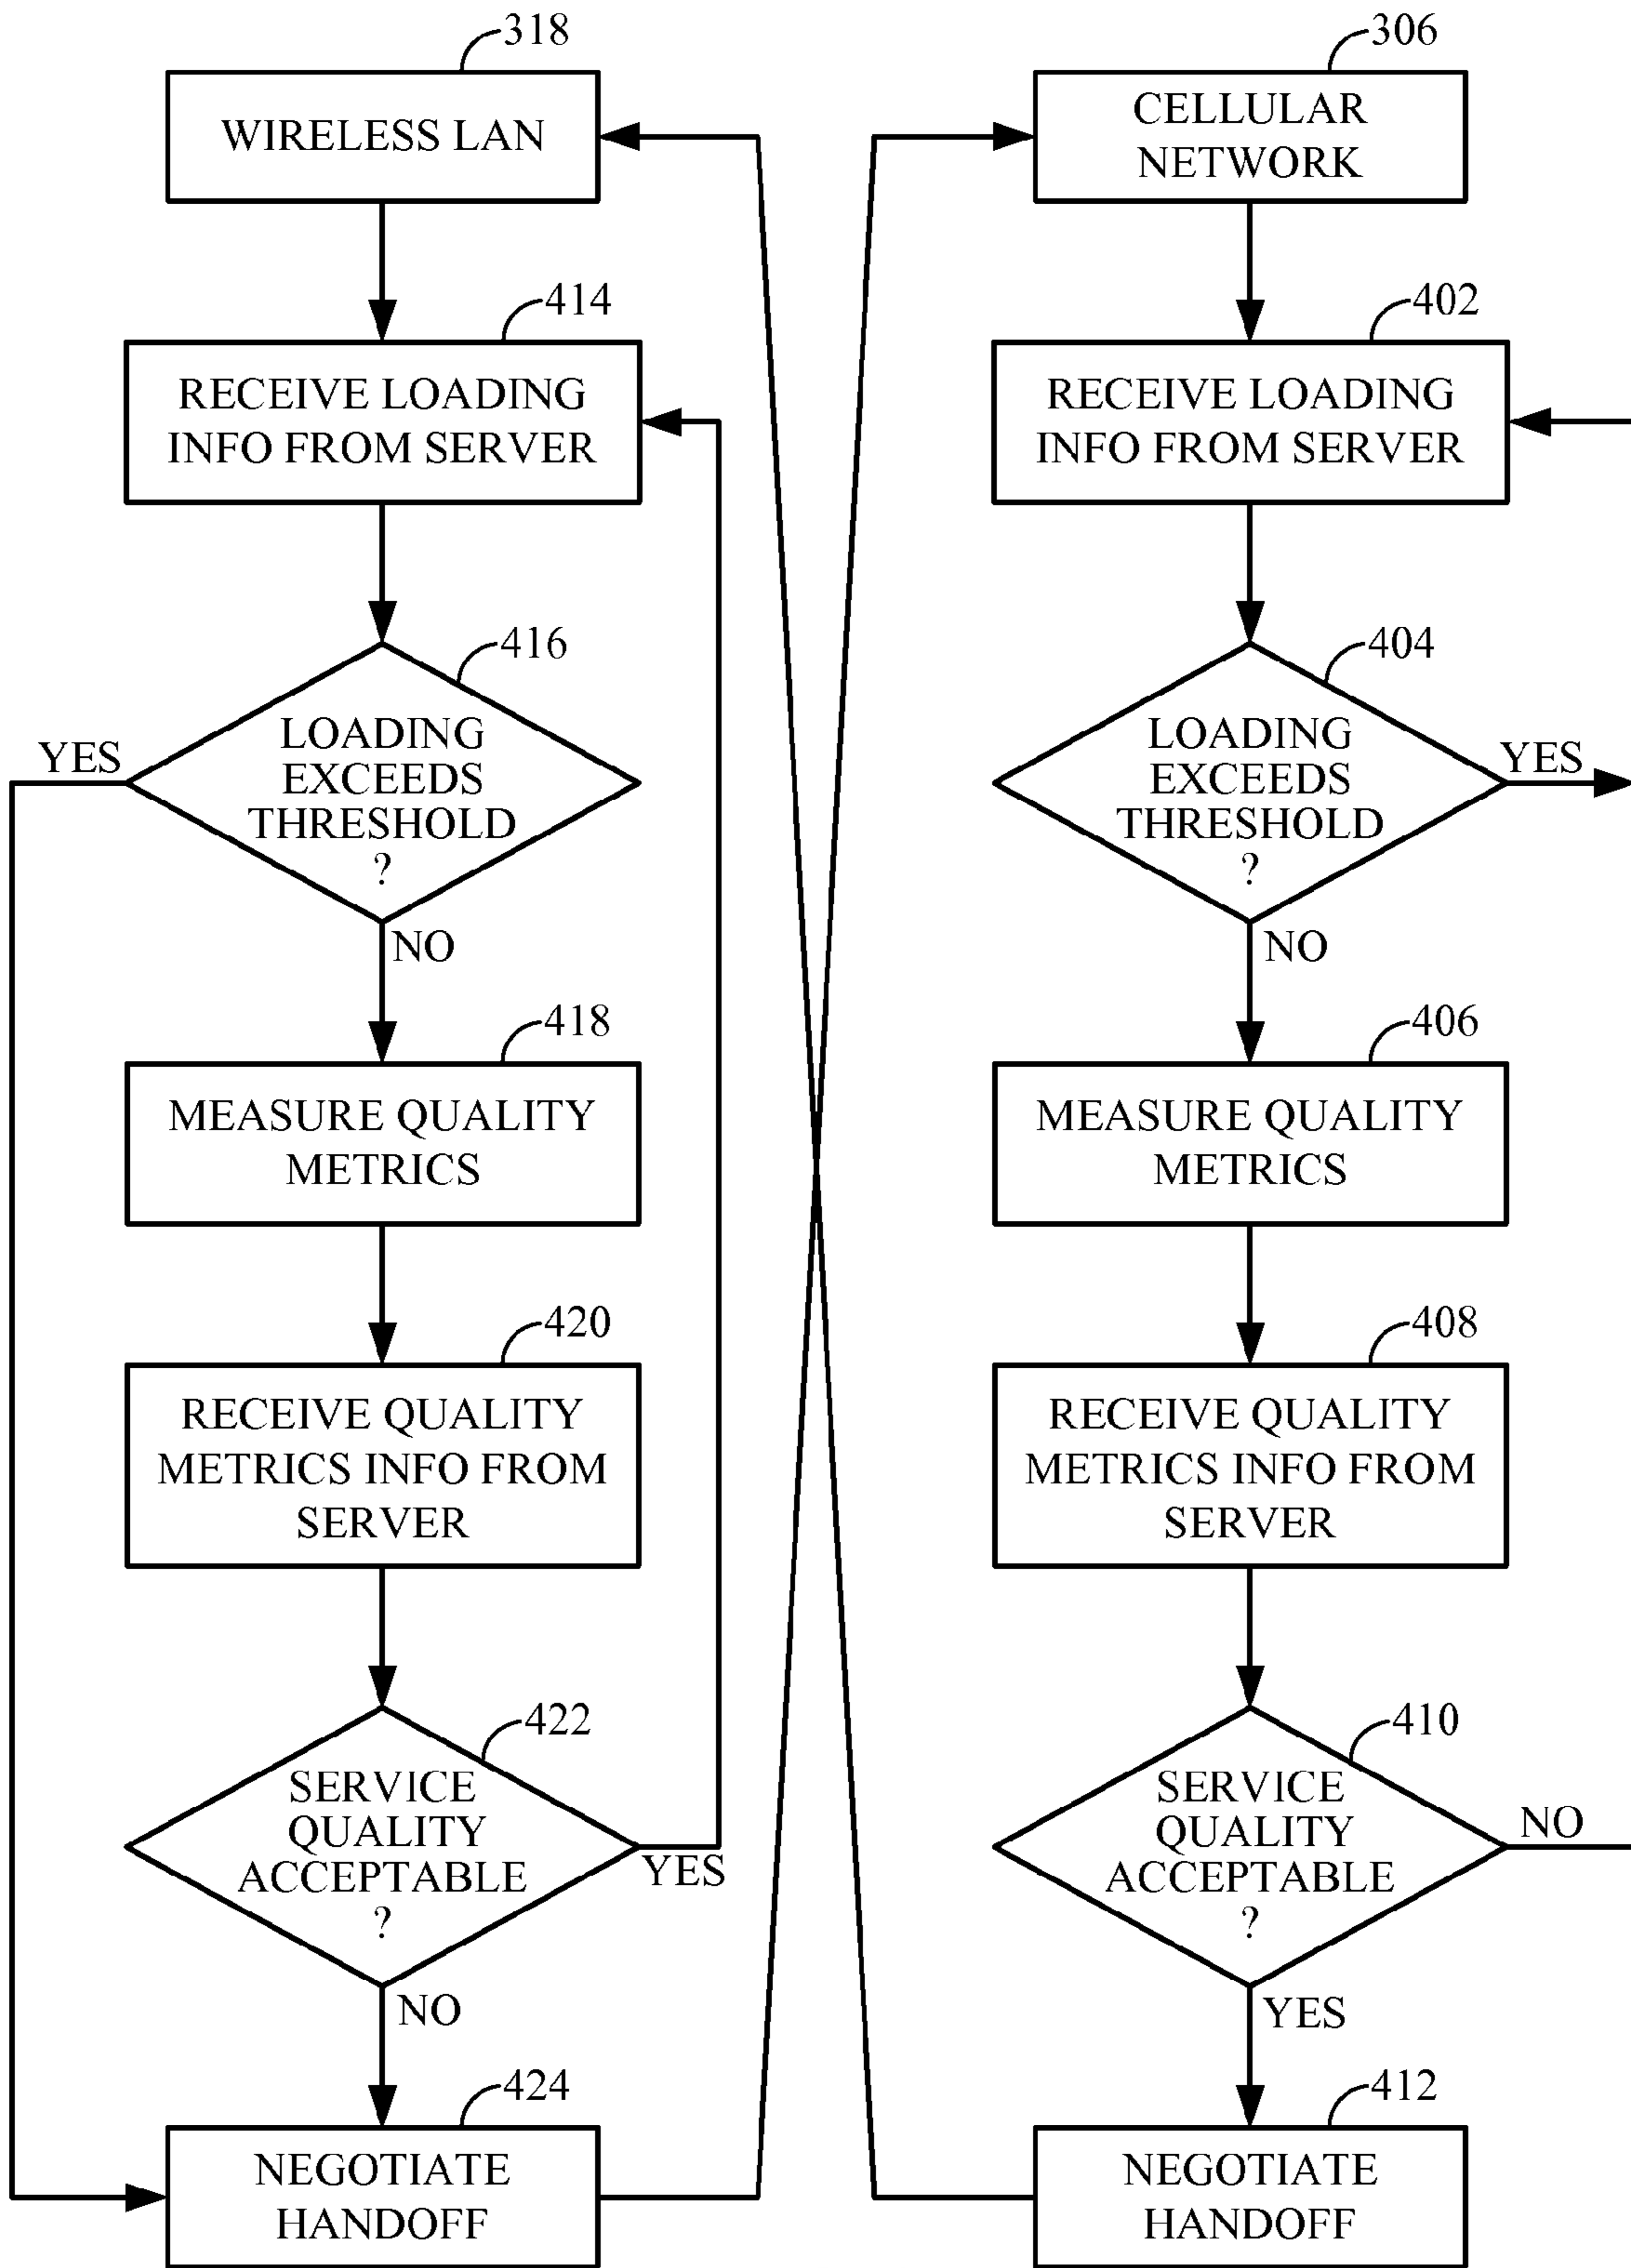 318
WIRELESS LAN
414
RECEIVE LOADING
INFO FROM SERVER
416
LOADING
EXCEEDS
THRESHOLD
?
YES
NO
418
MEASURE QUALITY
METRICS
420
RECEIVE QUALITY
METRICS INFO FROM
SERVER
422
SERVICE
QUALITY
ACCEPTABLE
?
YES
NO
424
NEGOTIATE
HANDOFF
306
CELLULAR
NETWORK
402
RECEIVE LOADING
INFO FROM SERVER
404
LOADING
EXCEEDS
THRESHOLD
?
YES
NO
406
MEASURE QUALITY
METRICS
408
RECEIVE QUALITY
METRICS INFO FROM
SERVER
410
SERVICE
QUALITY
ACCEPTABLE
?
NO
YES
412
NEGOTIATE
HANDOFF